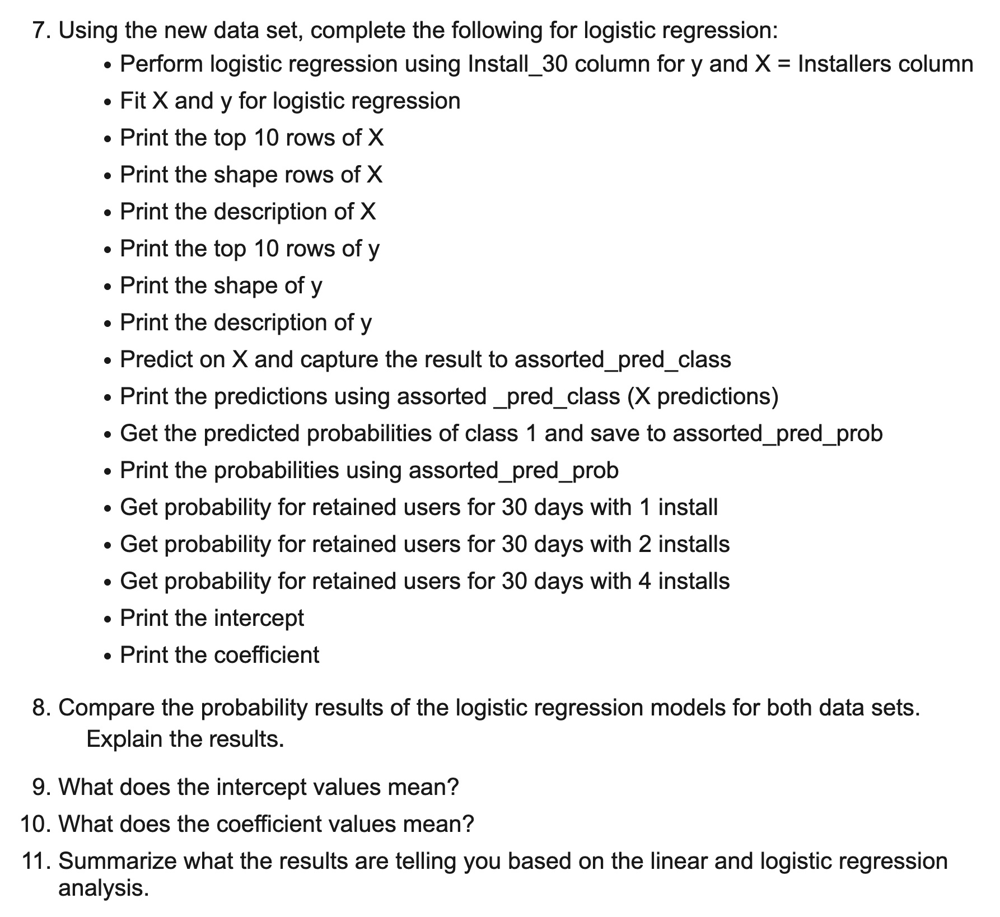 7. Using the new data set, complete the following for logistic regression:
• Perform logistic regression using Install_30 column for y and X = Installers column
• Fit X and y for logistic regression
• Print the top 10 rows of X
• Print the shape rows of X
• Print the description of X
• Print the top 10 rows of y
• Print the shape of y
• Print the description of y
• Predict on X and capture the result to assorted_pred_class
• Print the predictions using assorted _pred_class (X predictions)
• Get the predicted probabilities of class 1 and save to assorted_pred_prob
• Print the probabilities using assorted_pred_prob
• Get probability for retained users for 30 days with 1 install
• Get probability for retained users for 30 days with 2 installs
• Get probability for retained users for 30 days with 4 installs
• Print the intercept
• Print the coefficient
8. Compare the probability results of the logistic regression models for both data sets.
Explain the results.
9. What does the intercept values mean?
10. What does the coefficient values mean?
11. Summarize what the results are telling you based on the linear and logistic regression
analysis.